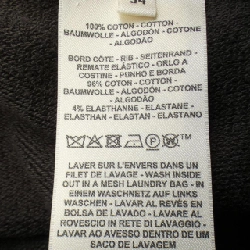 34
100% COTON - COTTON -
BAUMWOLLE - ALGODÓN - COTONE
- ALGODÃO
BORD CÔTE - RIB - SEITENRAND -
REMATE ELÁSTICO - ORLO A
COSTINE - PUNHO E BORDA
96% COTON - COTTON -
BAUMWOLLE - ALGODÓN - COTONE
- ALGODÃO
4% ELASTHANNE - ELASTANE -
ELASTHAN - ELASTAN - ELASTANO
LAVER SUR L'ENVERS DANS UN
FILET DE LAVAGE - WASH INSIDE
OUT IN A MESH LAUNDRY BAG - IN
EINEM WASCHNETZ AUF LINKS
WASCHEN - LAVAR AL REVÉS EN
BOLSA DE LAVADO - LAVARE AL
ROVESCIO IN RETE DI LAVAGGIO -
LAVAR AO AVESSO DENTRO DE UM
SACO DE LAVAGEM